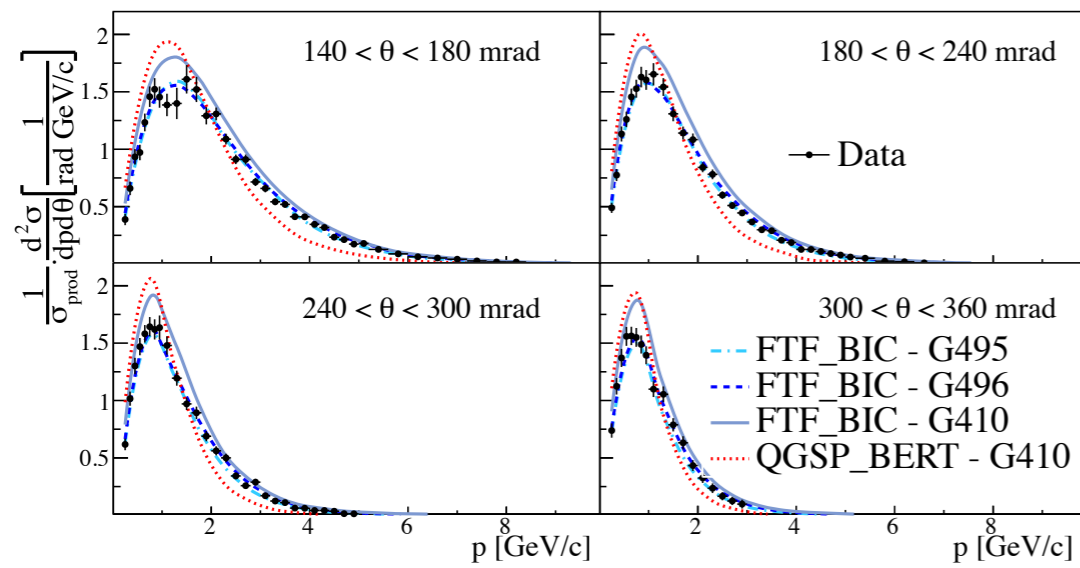 1/σprod · d²σ/dpdθ [1/rad GeV/c]
2
1.5
1
0.5
140 < θ < 180 mrad
180 < θ < 240 mrad
Data
2
1.5
1
0.5
240 < θ < 300 mrad
300 < θ < 360 mrad
FTF_BIC - G495
FTF_BIC - G496
FTF_BIC - G410
QGSP_BERT - G410
2 4 6 8
2 4 6 8
p [GeV/c]
p [GeV/c]